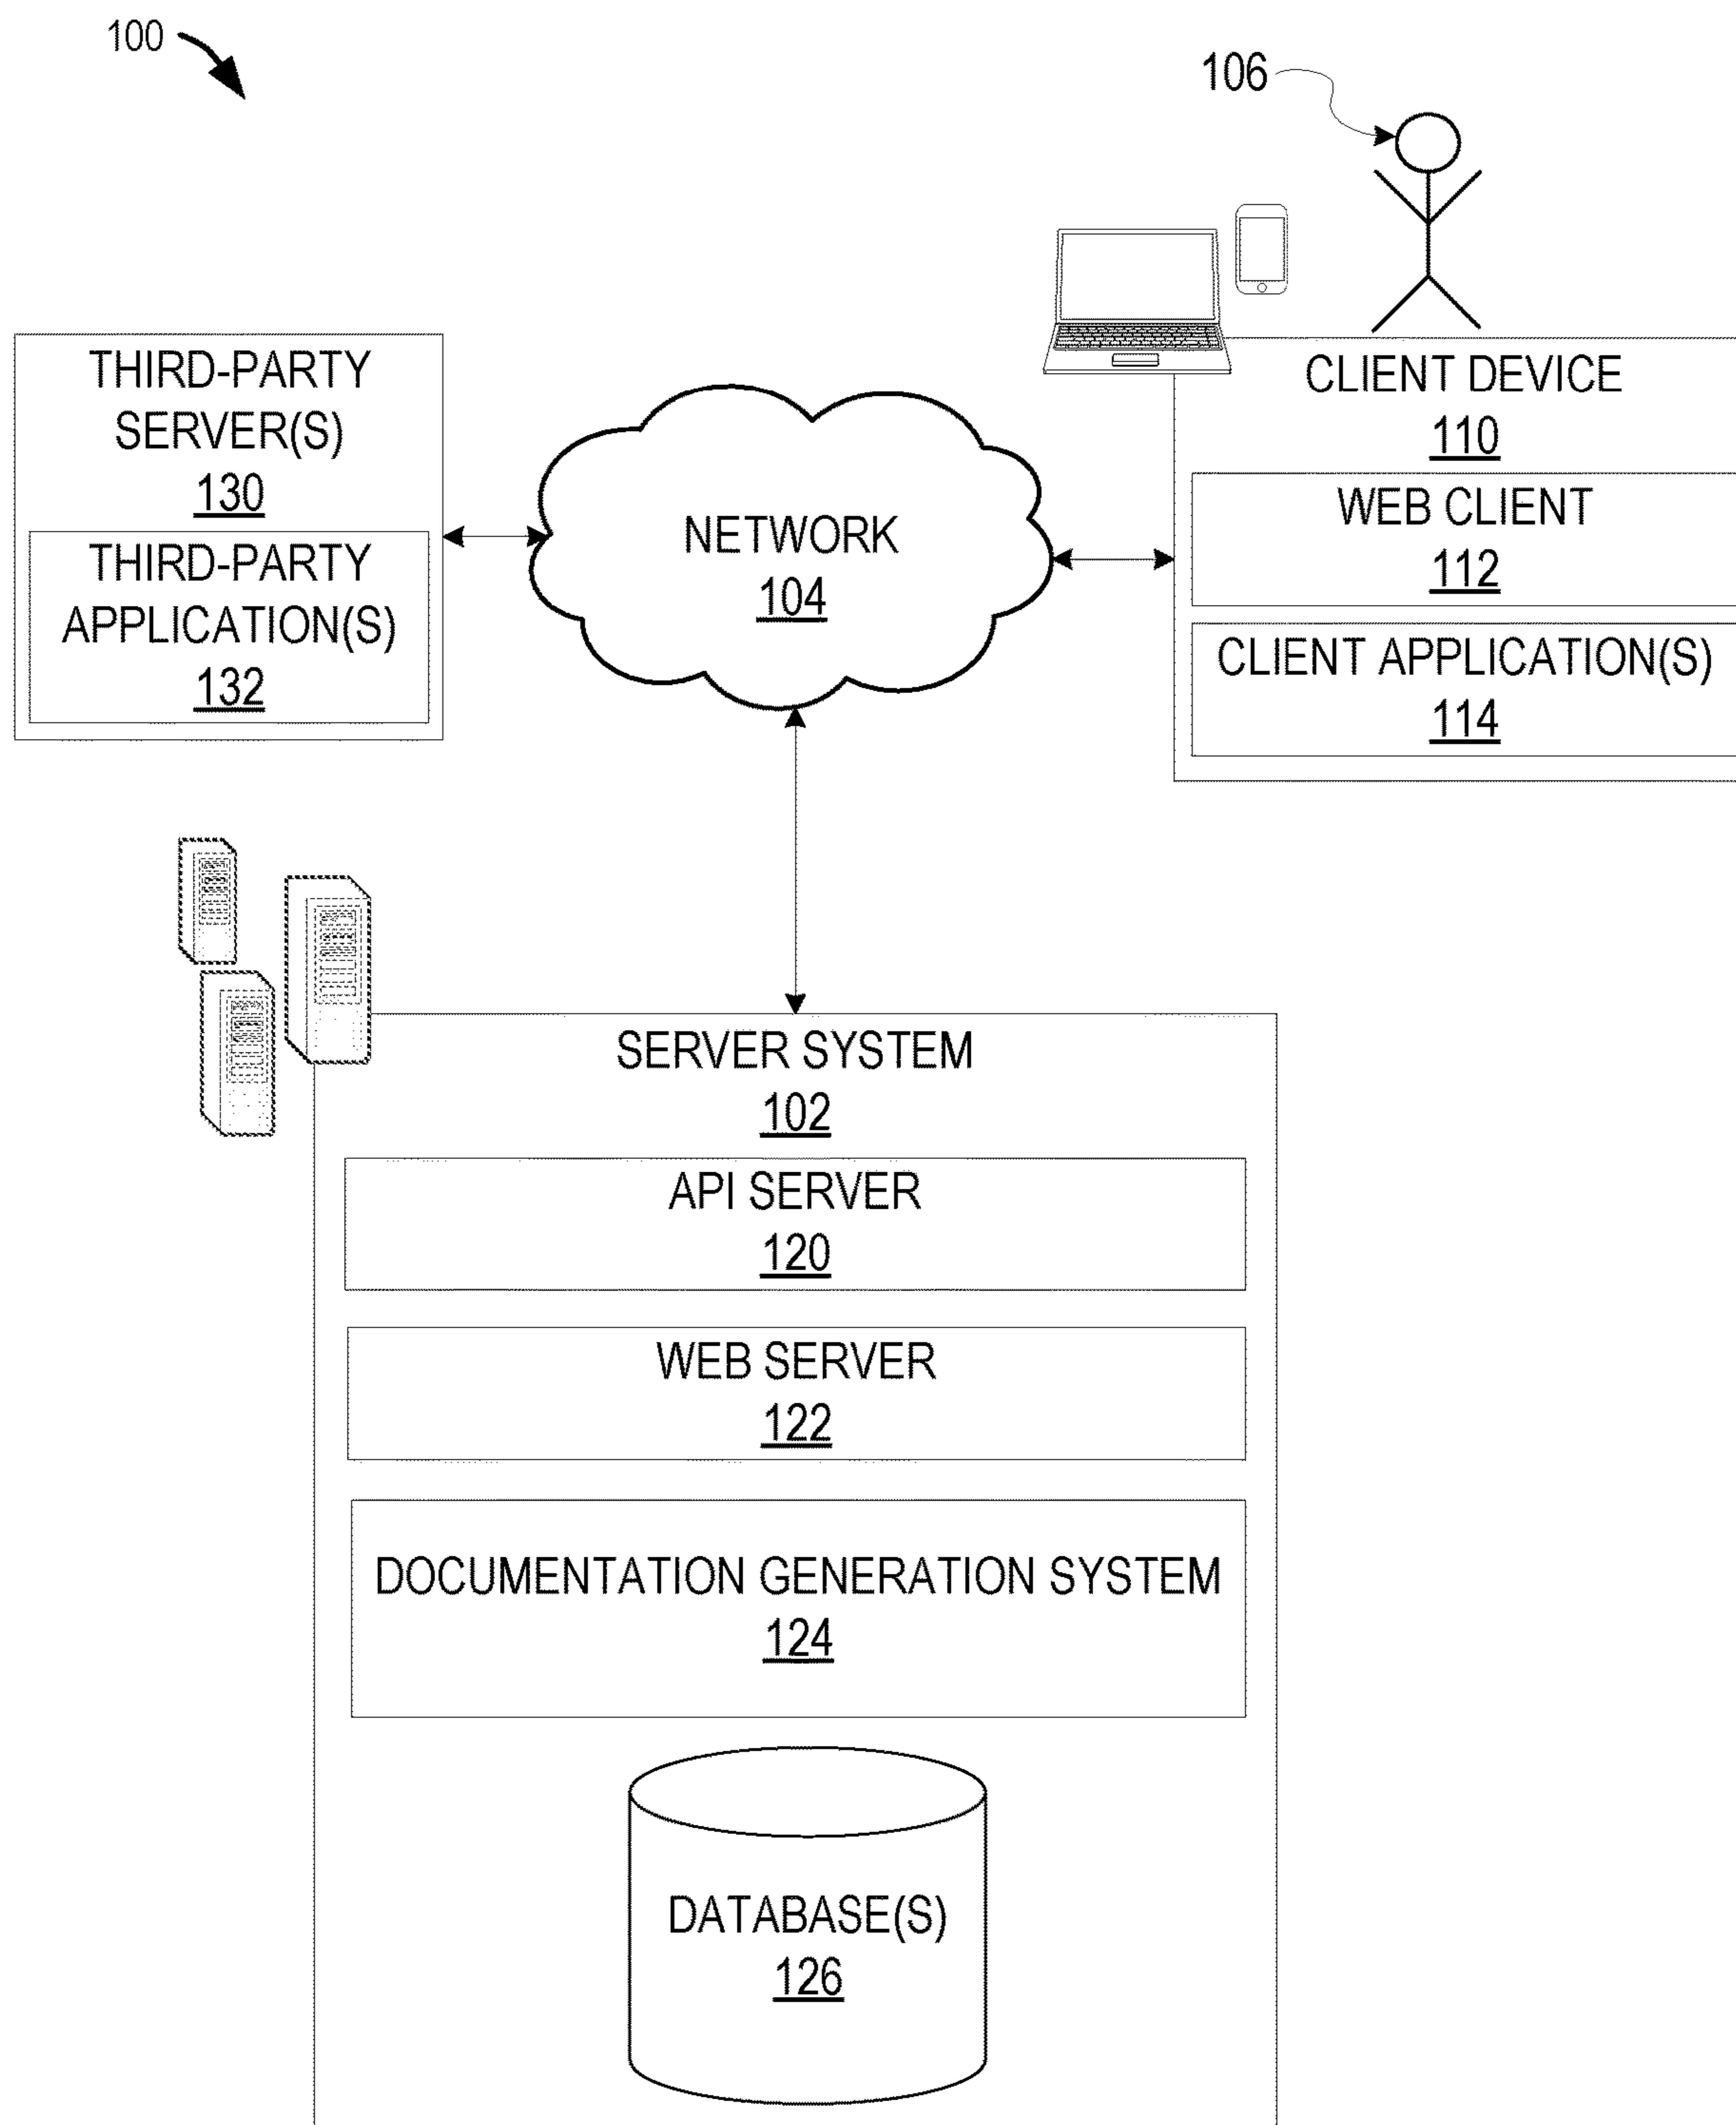 100
106
THIRD-PARTY
SERVER(S)
130
THIRD-PARTY
APPLICATION(S)
132
NETWORK
104
CLIENT DEVICE
110
WEB CLIENT
112
CLIENT APPLICATION(S)
114
SERVER SYSTEM
102
API SERVER
120
WEB SERVER
122
DOCUMENTATION GENERATION SYSTEM
124
DATABASE(S)
126